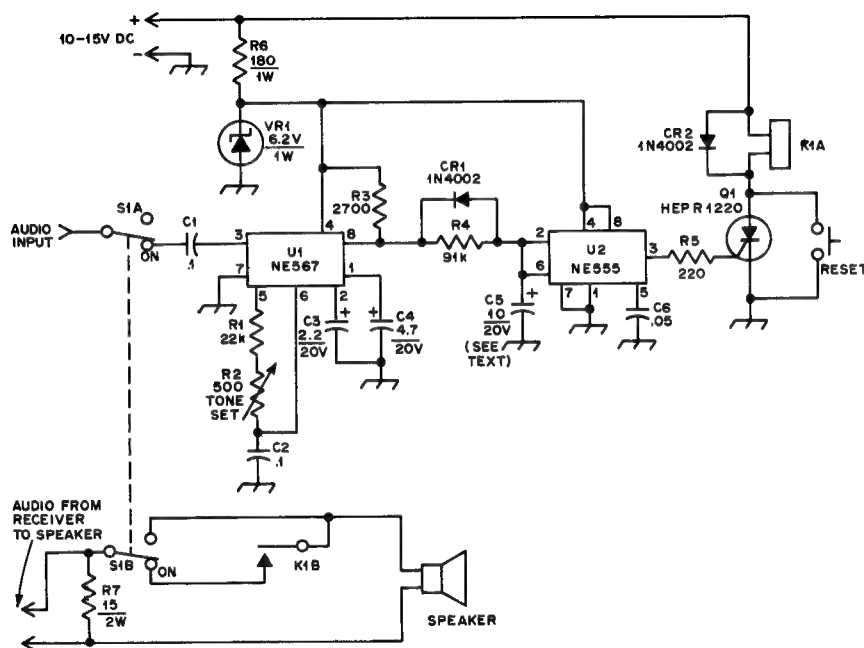 +
10-15V DC
-
R6
180
1W
VR1
6.2V
1W
CR2
1N4002
K1A
CR1
1N4002
R3
2700
Q1
HEP R1220
S1A
AUDIO
INPUT
ON
C1
.1
3
4
8
U1
NE567
7
1
5
6
2
R4
91k
2
4
8
U2
NE555
3
6
7
1
5
R5
220
RESET
R1
22k
C3
2.2
20V
+
C4
4.7
20V
+
C5
10
20V
(SEE
TEXT)
+
C6
.05
R2
500
TONE
SET
C2
.1
AUDIO FROM
RECEIVER
TO SPEAKER
S1B
ON
K1B
R7
15
2W
SPEAKER